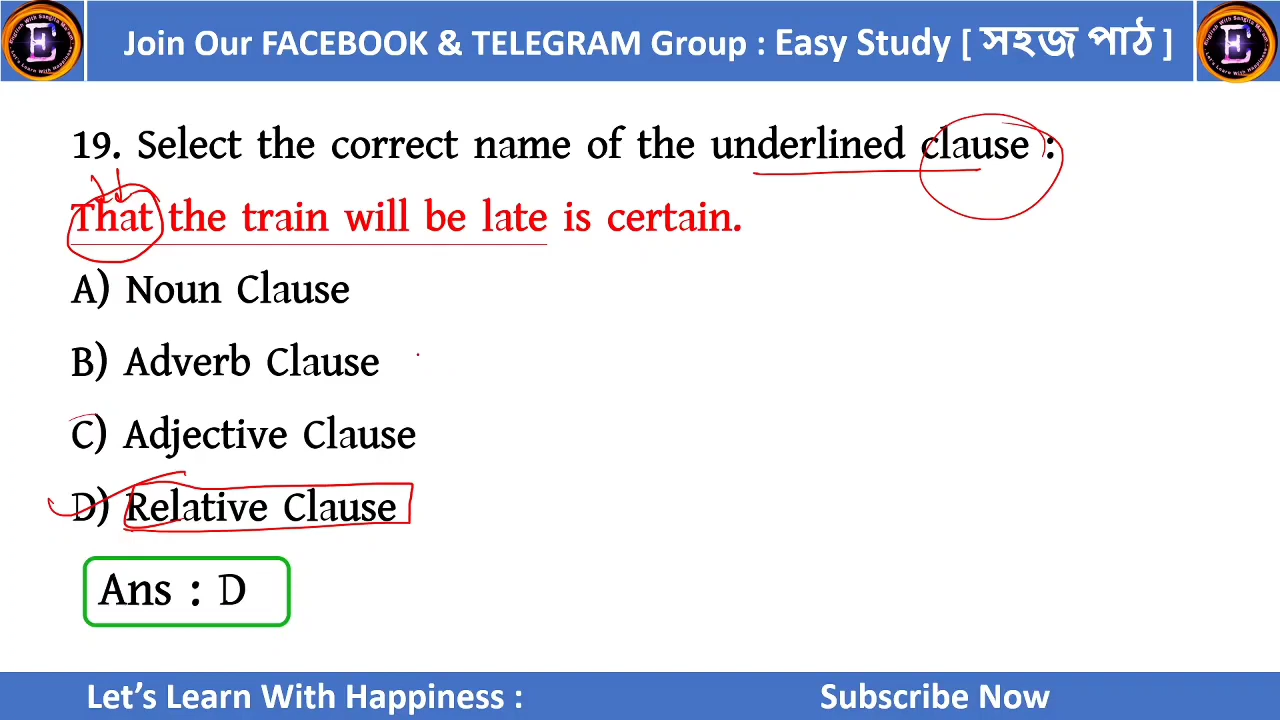 Join Our FACEBOOK & TELEGRAM Group : Easy Study [ সহজ পাঠ ]
19. Select the correct name of the underlined clause :
That the train will be late is certain.
A) Noun Clause
B) Adverb Clause
C) Adjective Clause
D) Relative Clause
Ans : D
Let's Learn With Happiness :
Subscribe Now